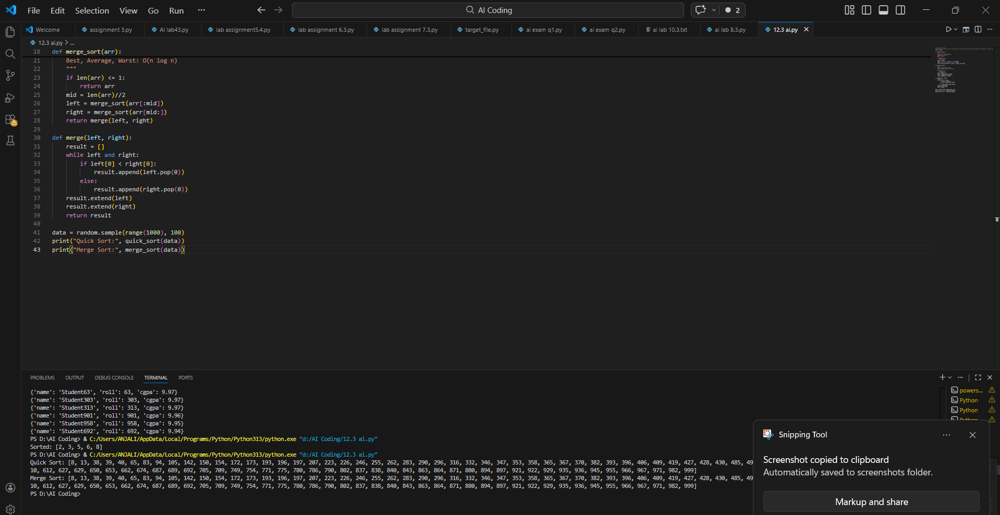 File Edit Selection View Go Run ··· AI Coding 2
Welcome assignment 3.py AI lab43.py lab assignment5.4.py lab assignment 6.3.py lab assignment 7.3.py target_file.py ai exam q1.py ai exam q2.py ai lab 10.3.txt ai lab 8.3.py 12.3 ai.py
12.3 ai.py > ...
18 def merge_sort(arr):
21 Best, Average, Worst: O(n log n)
22 """
23 if len(arr) <= 1:
24 return arr
25 mid = len(arr)//2
26 left = merge_sort(arr[:mid])
27 right = merge_sort(arr[mid:])
28 return merge(left, right)
29
30 def merge(left, right):
31 result = []
32 while left and right:
33 if left[0] < right[0]:
34 result.append(left.pop(0))
35 else:
36 result.append(right.pop(0))
37 result.extend(left)
38 result.extend(right)
39 return result
40
41 data = random.sample(range(1000), 100)
42 print("Quick Sort:", quick_sort(data))
43 print("Merge Sort:", merge_sort(data))
PROBLEMS OUTPUT DEBUG CONSOLE TERMINAL PORTS
{'name': 'Student63', 'roll': 63, 'cgpa': 9.97}
{'name': 'Student303', 'roll': 303, 'cgpa': 9.97}
{'name': 'Student313', 'roll': 313, 'cgpa': 9.97}
{'name': 'Student901', 'roll': 901, 'cgpa': 9.96}
{'name': 'Student958', 'roll': 958, 'cgpa': 9.95}
{'name': 'Student692', 'roll': 692, 'cgpa': 9.94}
PS D:\AI Coding> & C:/Users/ANJALI/AppData/Local/Programs/Python/Python313/python.exe "d:/AI Coding/12.3 ai.py"
Sorted: [2, 3, 5, 6, 8]
PS D:\AI Coding> & C:/Users/ANJALI/AppData/Local/Programs/Python/Python313/python.exe "d:/AI Coding/12.3 ai.py"
Quick Sort: [8, 13, 38, 39, 40, 65, 83, 94, 105, 142, 150, 154, 172, 173, 193, 196, 197, 207, 223, 226, 246, 255, 262, 283, 290, 296, 316, 332, 346, 347, 353, 358, 365, 367, 370, 382, 393, 396, 406, 409, 419, 427, 428, 430, 485, 49
10, 612, 627, 629, 650, 653, 662, 674, 687, 689, 692, 705, 709, 749, 754, 771, 775, 780, 786, 790, 802, 837, 838, 840, 843, 863, 864, 871, 880, 894, 897, 921, 922, 929, 935, 936, 945, 955, 966, 967, 971, 982, 999]
Merge Sort: [8, 13, 38, 39, 40, 65, 83, 94, 105, 142, 150, 154, 172, 173, 193, 196, 197, 207, 223, 226, 246, 255, 262, 283, 290, 296, 316, 332, 346, 347, 353, 358, 365, 367, 370, 382, 393, 396, 406, 409, 419, 427, 428, 430, 485, 49
10, 612, 627, 629, 650, 653, 662, 674, 687, 689, 692, 705, 709, 749, 754, 771, 775, 780, 786, 790, 802, 837, 838, 840, 843, 863, 864, 871, 880, 894, 897, 921, 922, 929, 935, 936, 945, 955, 966, 967, 971, 982, 999]
PS D:\AI Coding>
powers...
Python
Python
Python
Snipping Tool
Screenshot copied to clipboard
Automatically saved to screenshots folder.
Markup and share